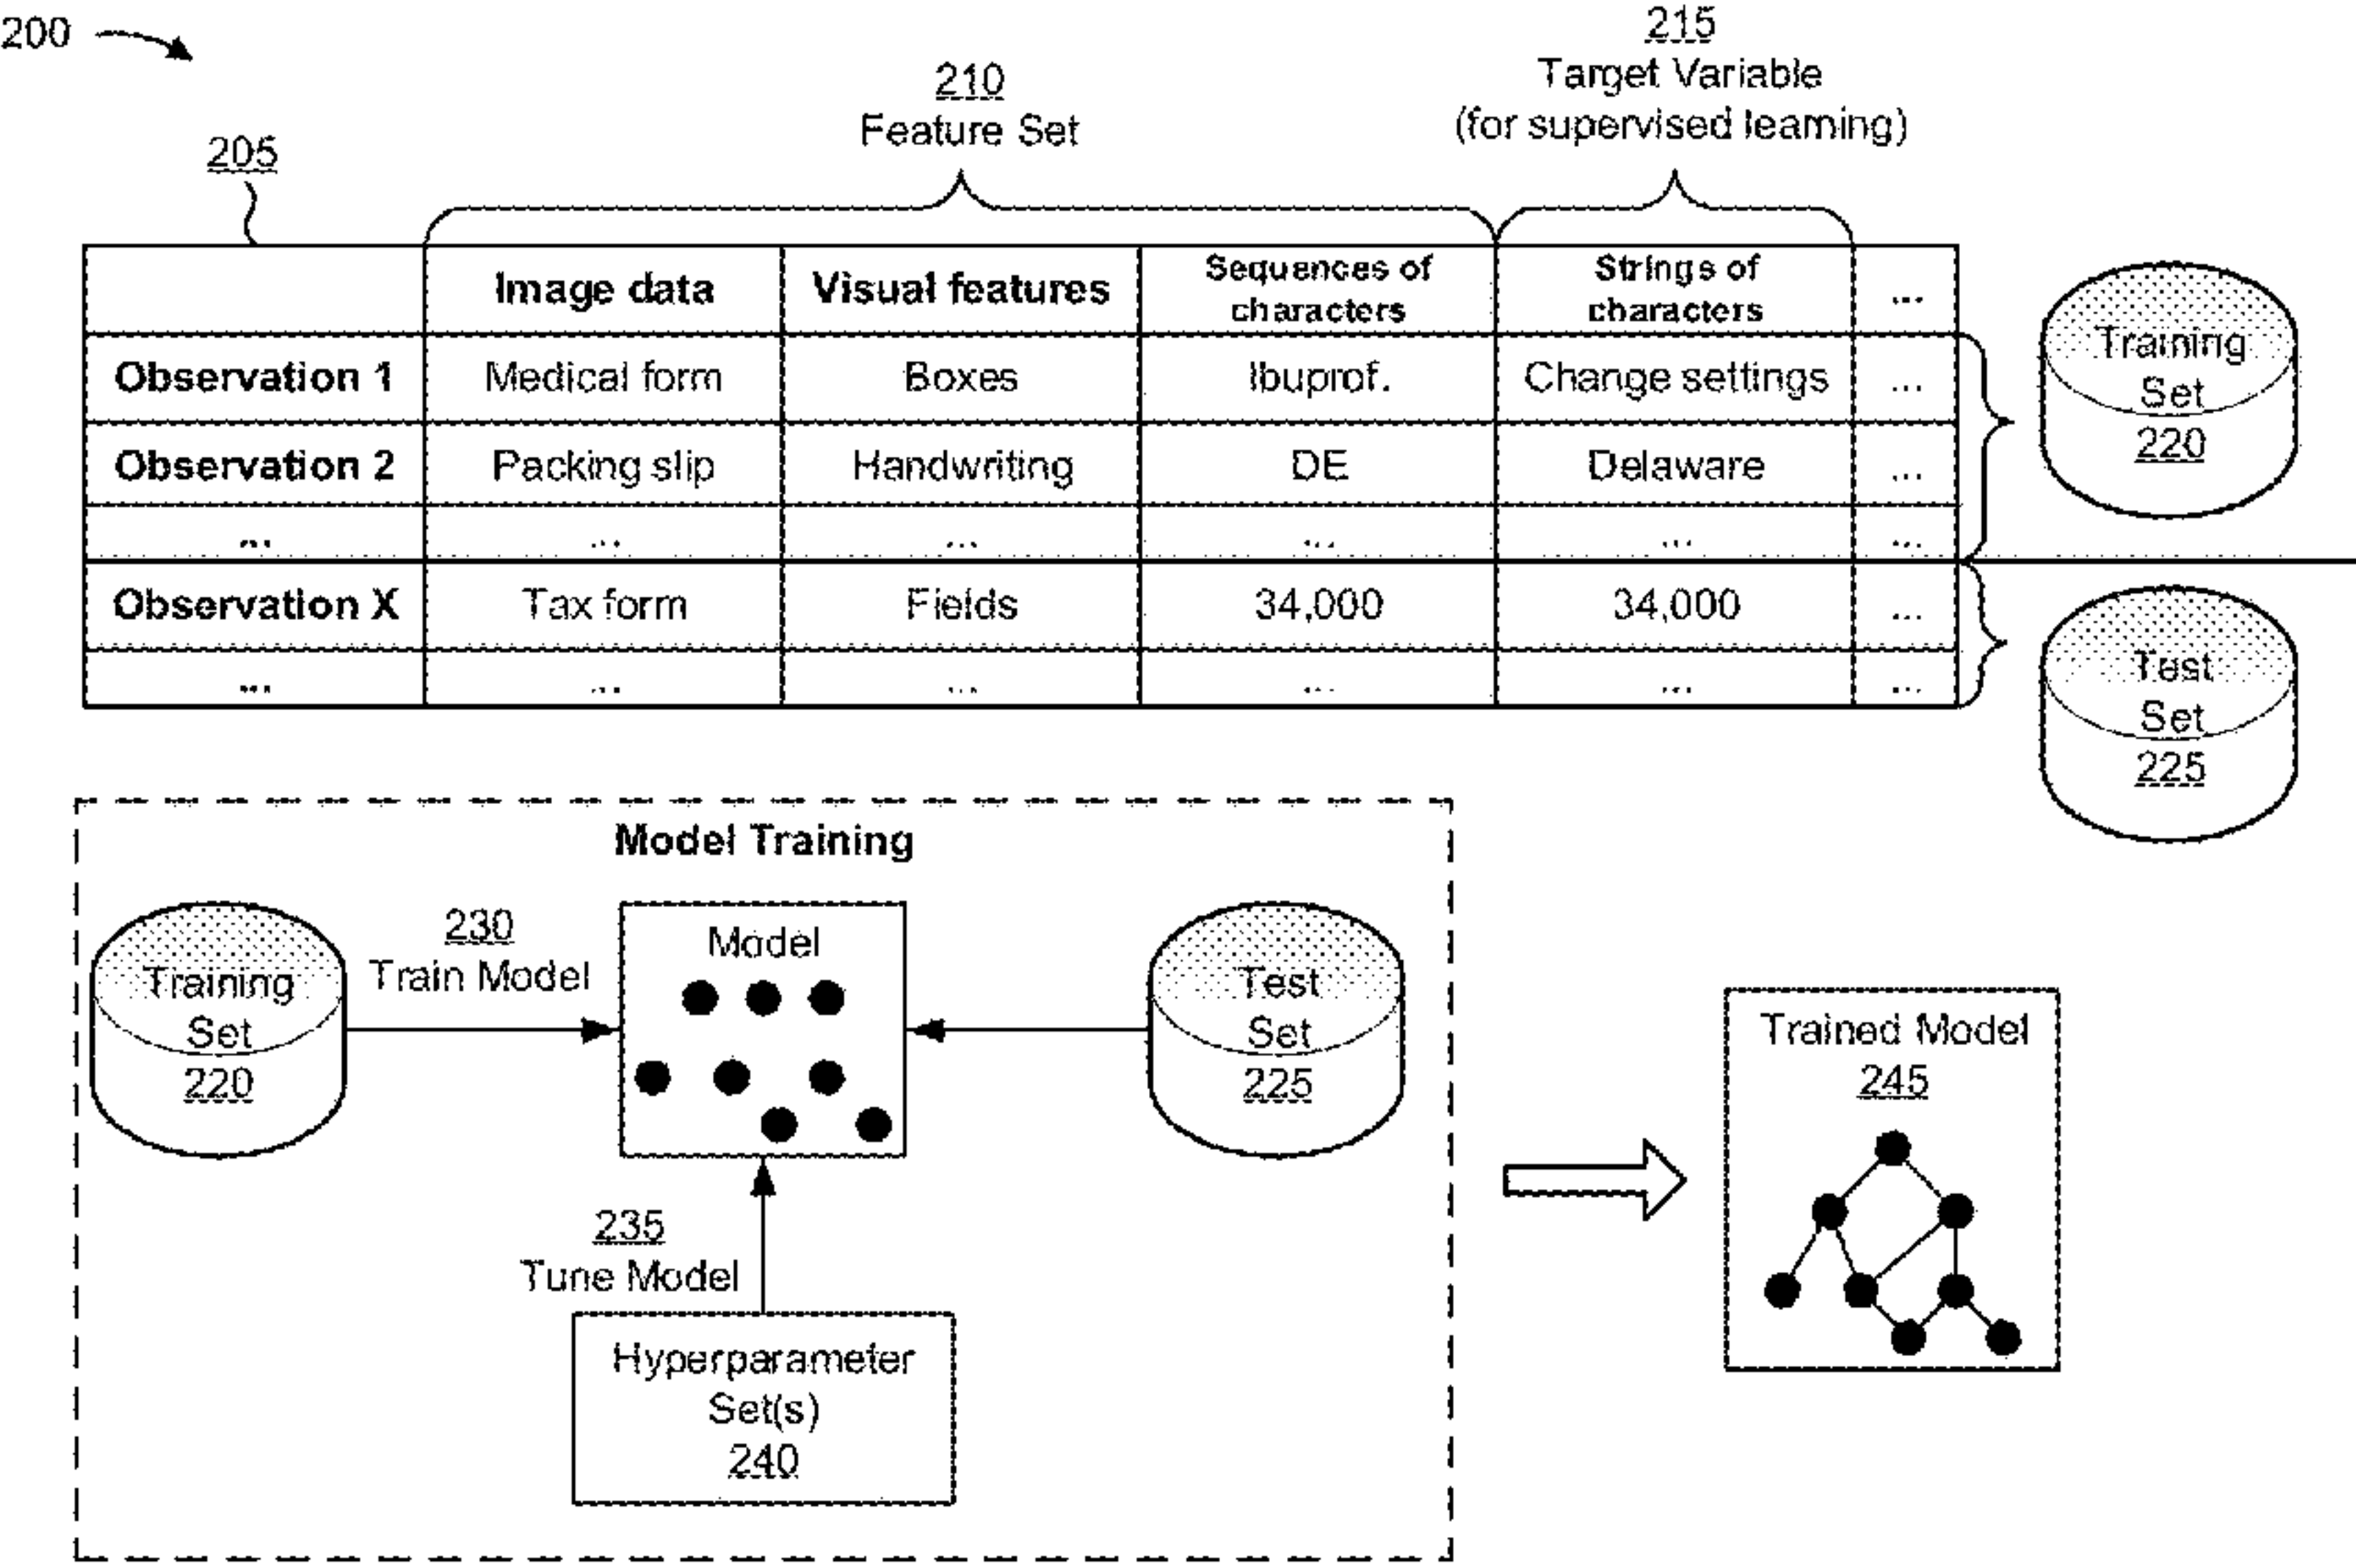 200
205
210
Feature Set
215
Target Variable
(for supervised learning)
Image data Visual features Sequences of characters Strings of characters ...
Observation 1 Medical form Boxes Ibuprof. Change settings ...
Observation 2 Packing slip Handwriting DE Delaware ...
... ... ... ... ... ...
Observation X Tax form Fields 34,000 34,000 ...
... ... ... ... ... ...
Training
Set
220
Test
Set
225
Model Training
Training
Set
220
230
Train Model
Model
Test
Set
225
235
Tune Model
Hyperparameter
Set(s)
240
Trained Model
245